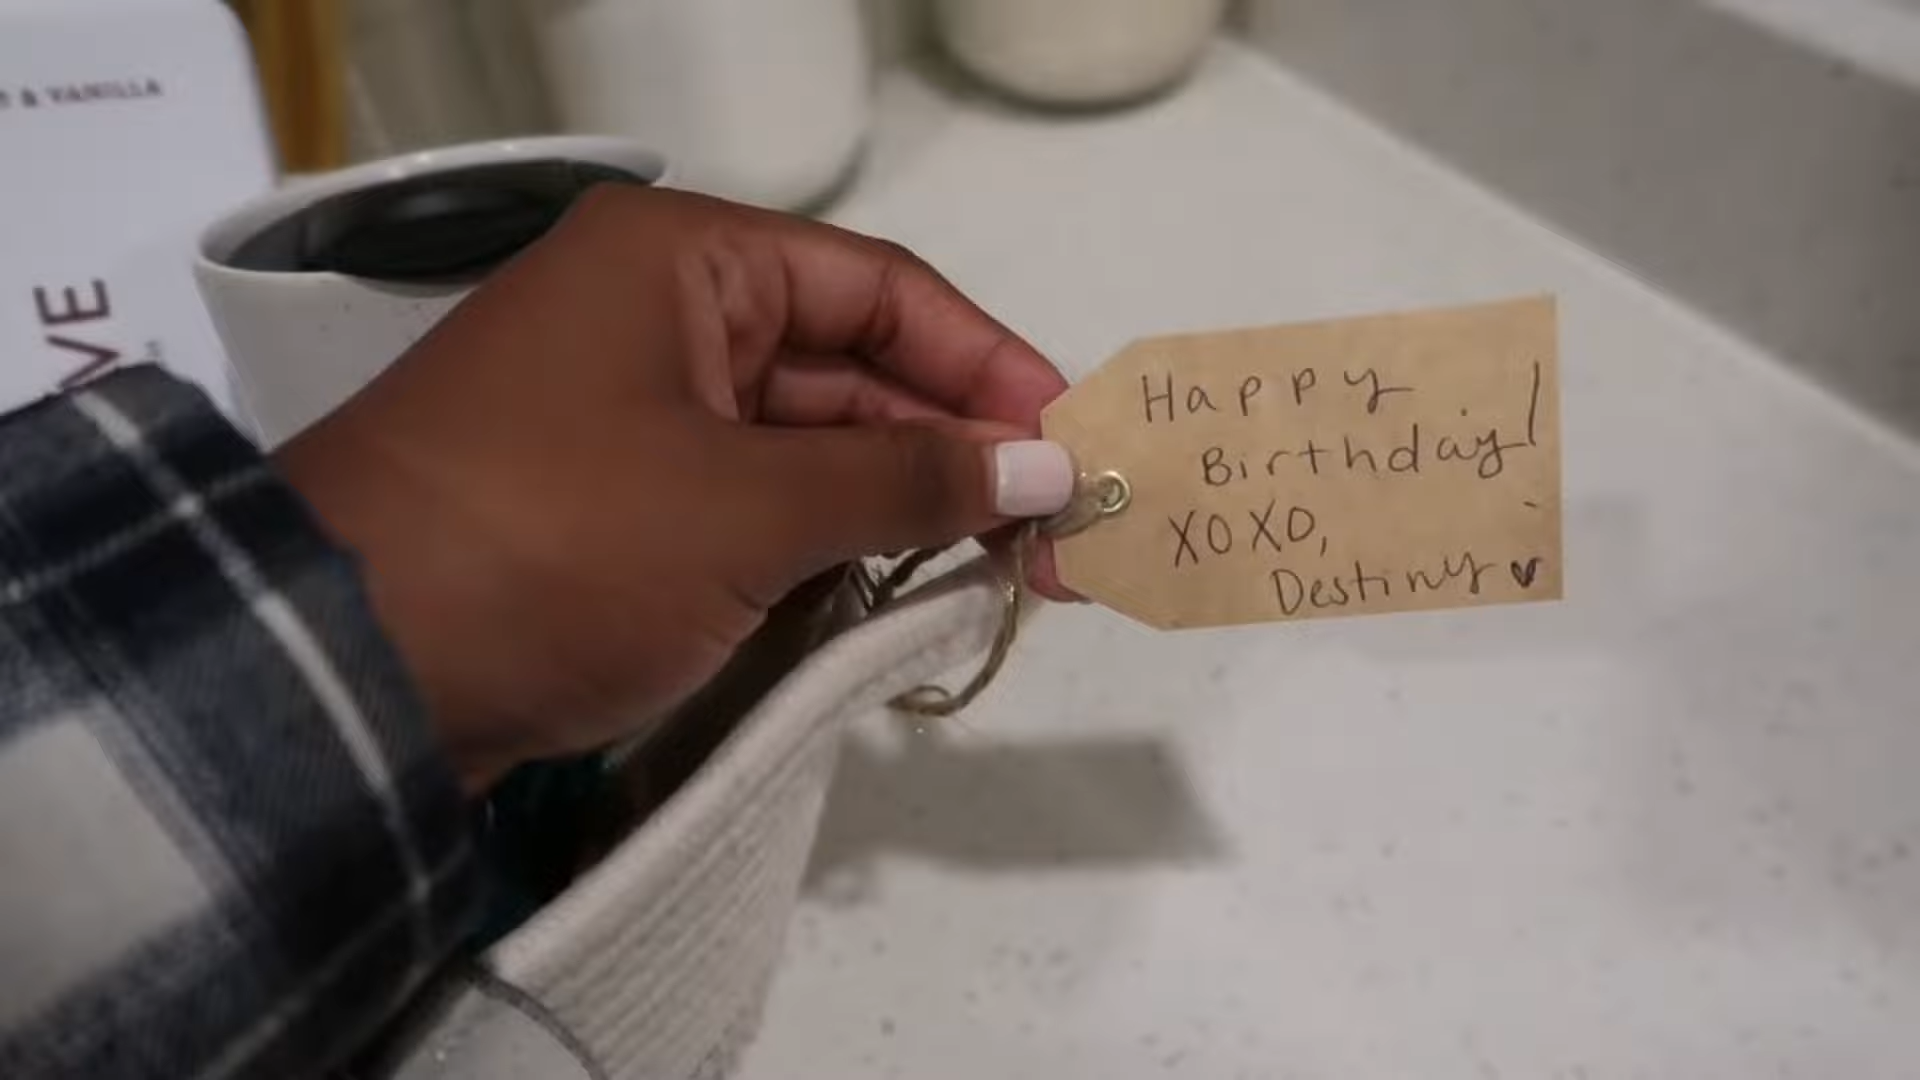 & VANILLA
VE
Happy
Birthday!
XOXO,
Destiny ♥